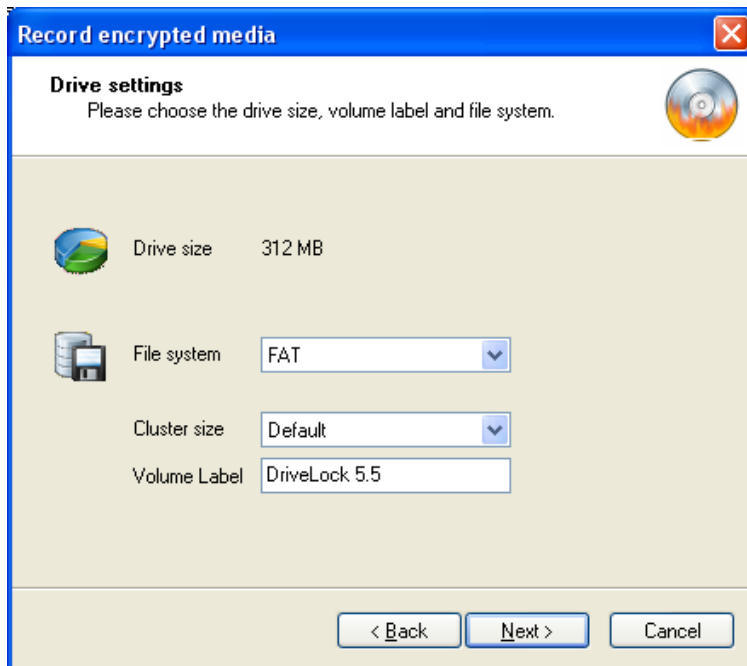 Record encrypted media
Drive settings
Please choose the drive size, volume label and file system.
Drive size 312 MB
File system FAT
Cluster size Default
Volume Label DriveLock 5.5
< Back Next > Cancel